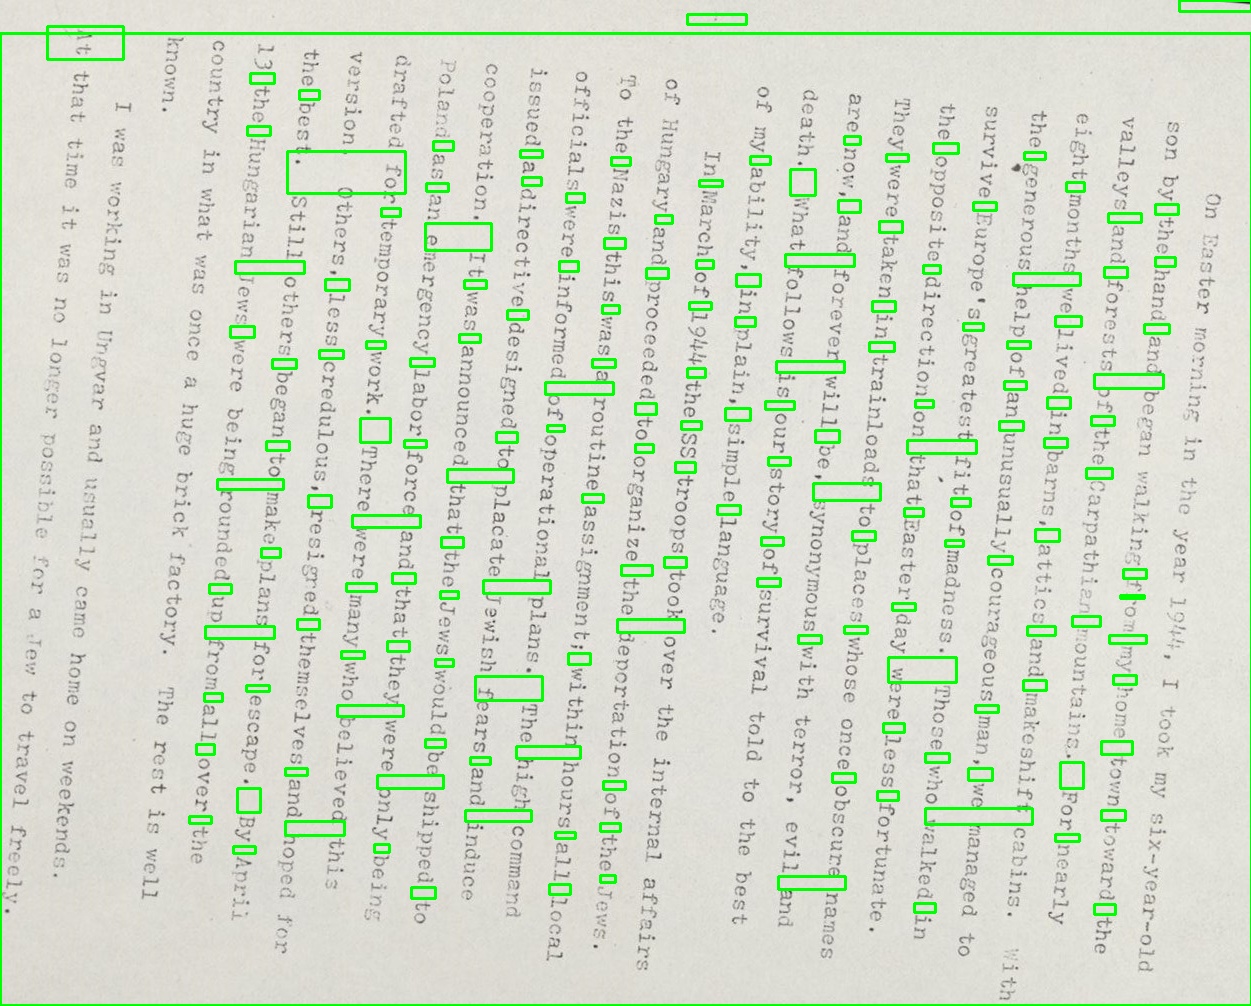 On Easter morning in the year 1944, I took my six-year-old
son by the hand and began walking from my home town toward the
valleys and forests of the Carpathian mountains. For nearly
eight months we lived in barns, attics and makeshift cabins. With
the generous help of an unusually courageous man, we managed to
survive Europe's greatest fit of madness. Those who walked in
the opposite direction on that Easter day were less fortunate.
They were taken in trainloads to places whose once obscure names
are now, and forever will be, synonymous with terror, evil and
death. What follows is our story of survival told to the best
of my ability, in plain, simple language.
In March of 1944 the SS troops took over the internal affairs
of Hungary and proceeded to organize the deportation of the Jews.
To the Nazis this was a routine assignment; within hours all local
officials were informed of operational plans. The high command
issued a directive designed to placate Jewish fears and induce
cooperation. It was announced that the Jews would be shipped to
Poland as an emergency labor force and that they were only being
drafted for temporary work. There were many who believed this
version. Others, less credulous, resigned themselves and hoped for
the best. Still others began to make plans for escape. By April
13 the Hungarian Jews were being rounded up from all over the
country in what was once a huge brick factory. The rest is well
known.
I was working in Ungvar and usually came home on weekends.
At that time it was no longer possible for a Jew to travel freely.